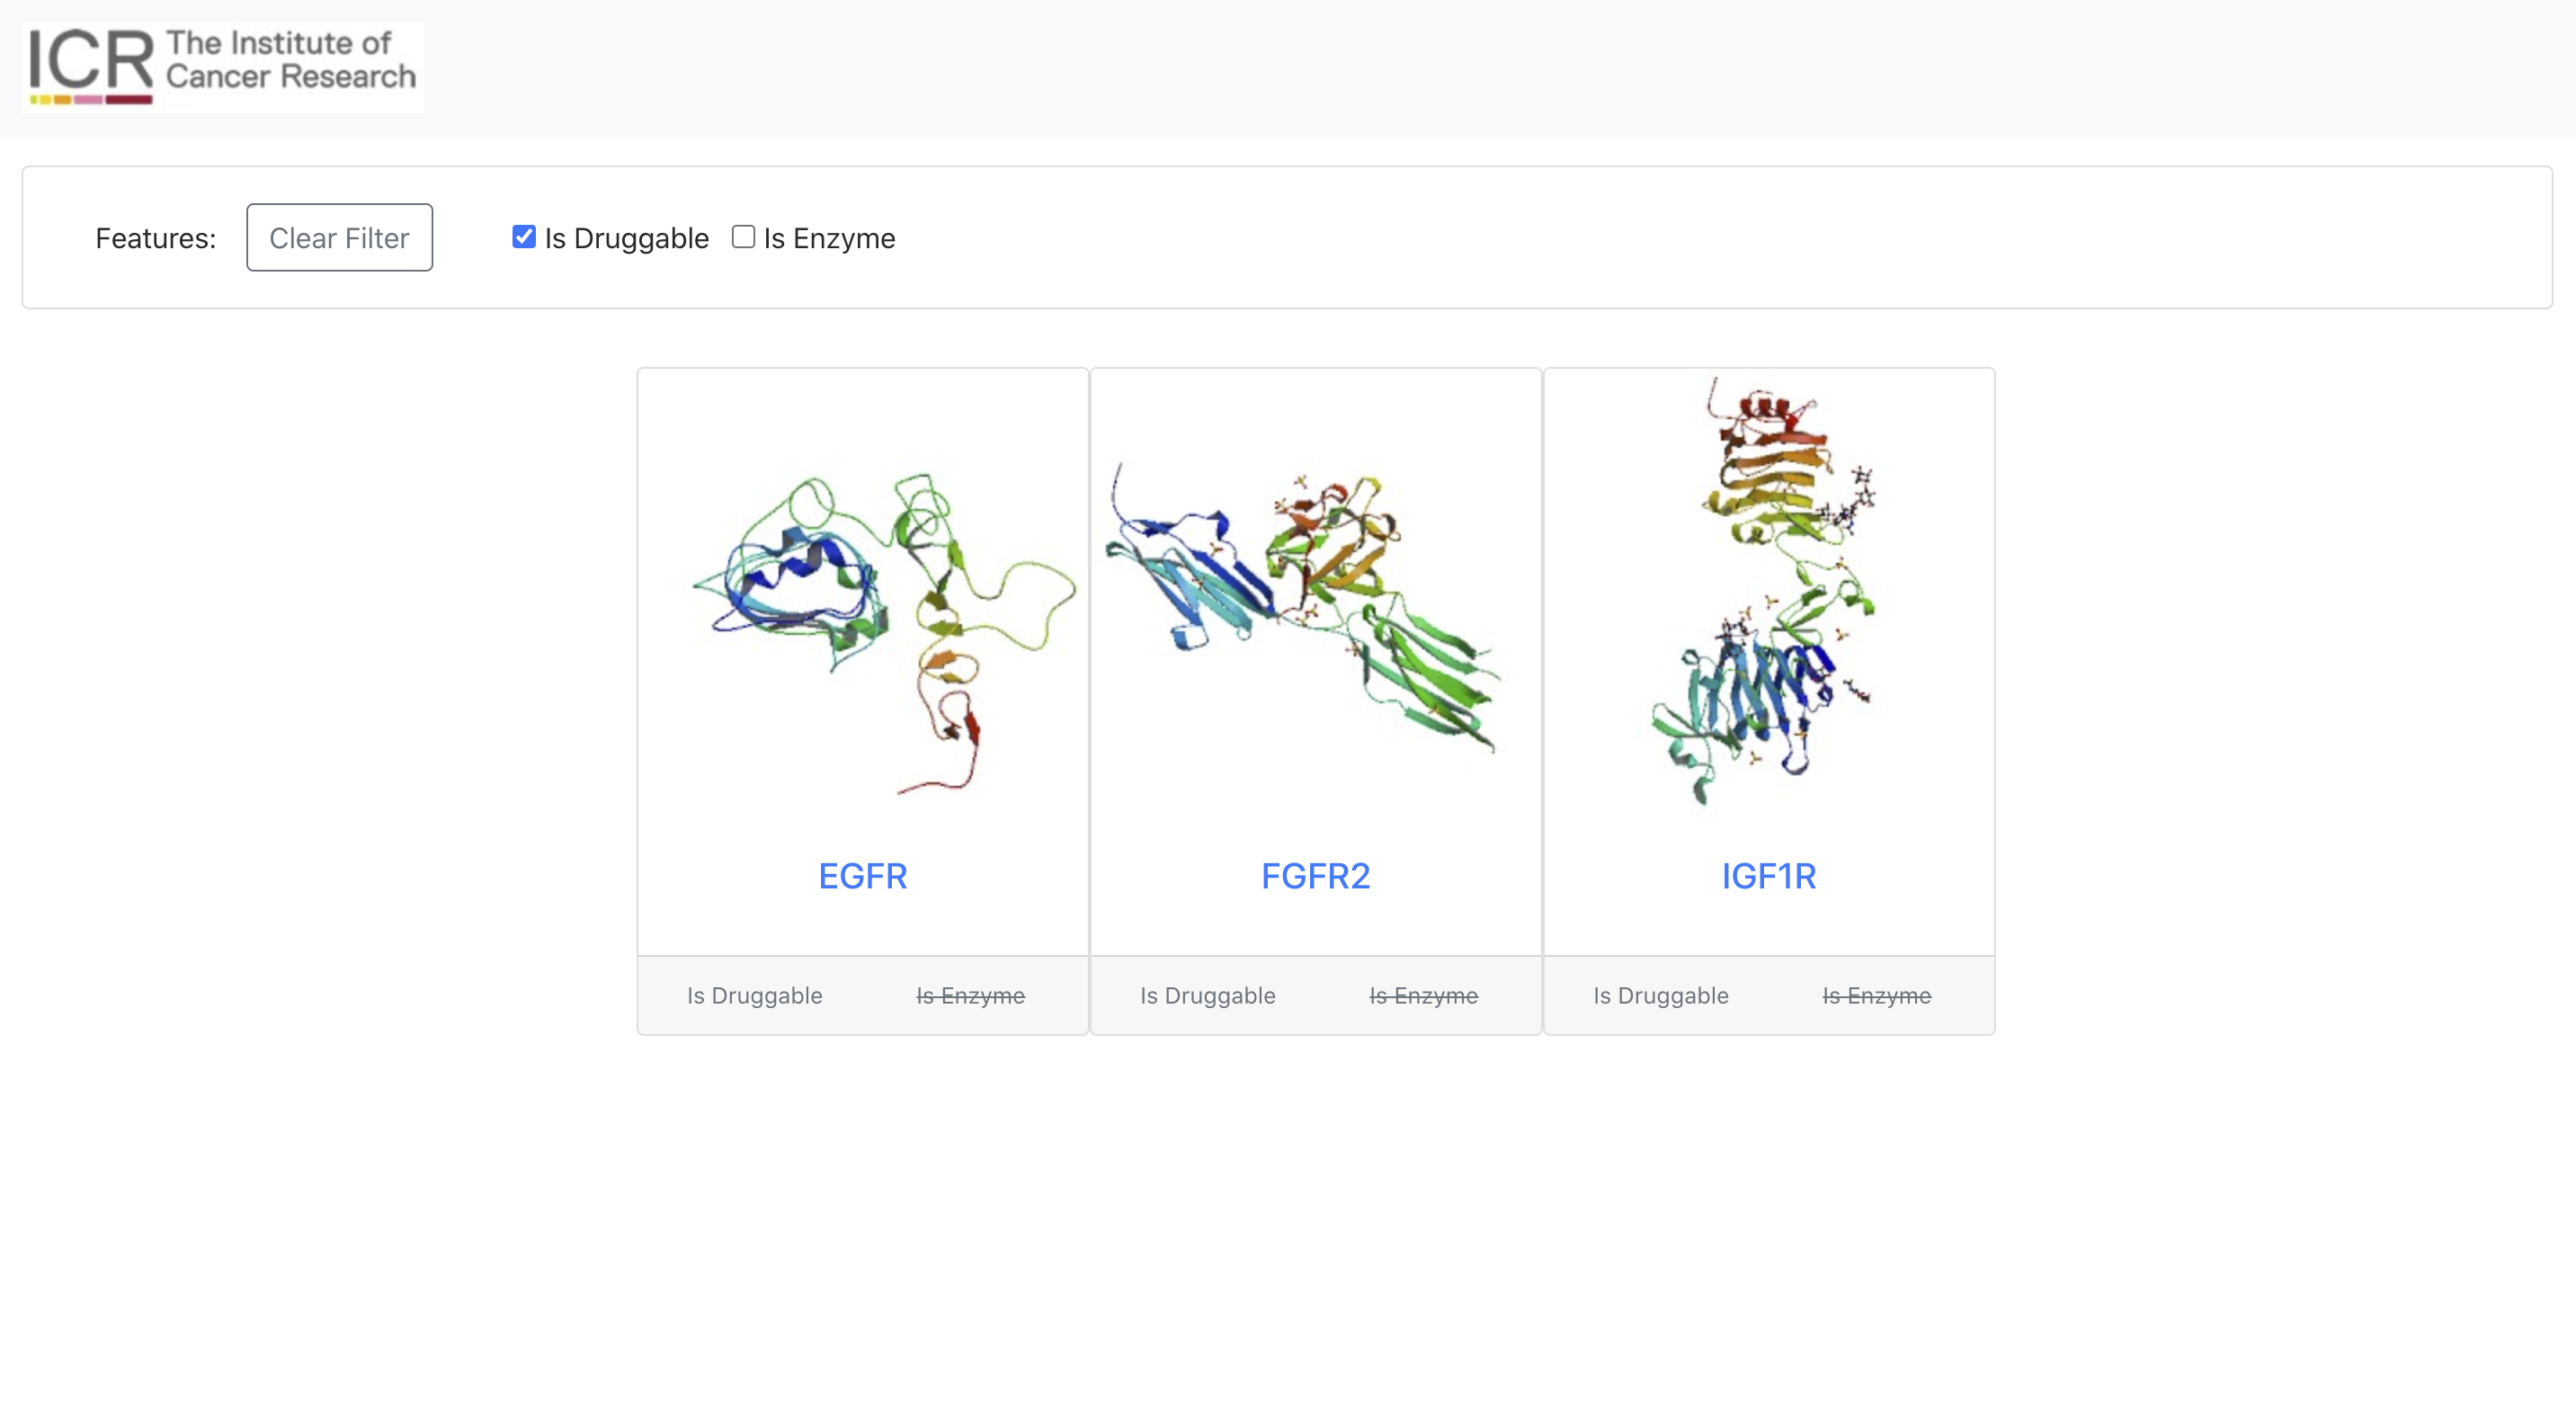 ICR The Institute of
Cancer Research
Features: Clear Filter Is Druggable Is Enzyme
EGFR FGFR2 IGF1R
Is Druggable Is Enzyme Is Druggable Is Enzyme Is Druggable Is Enzyme